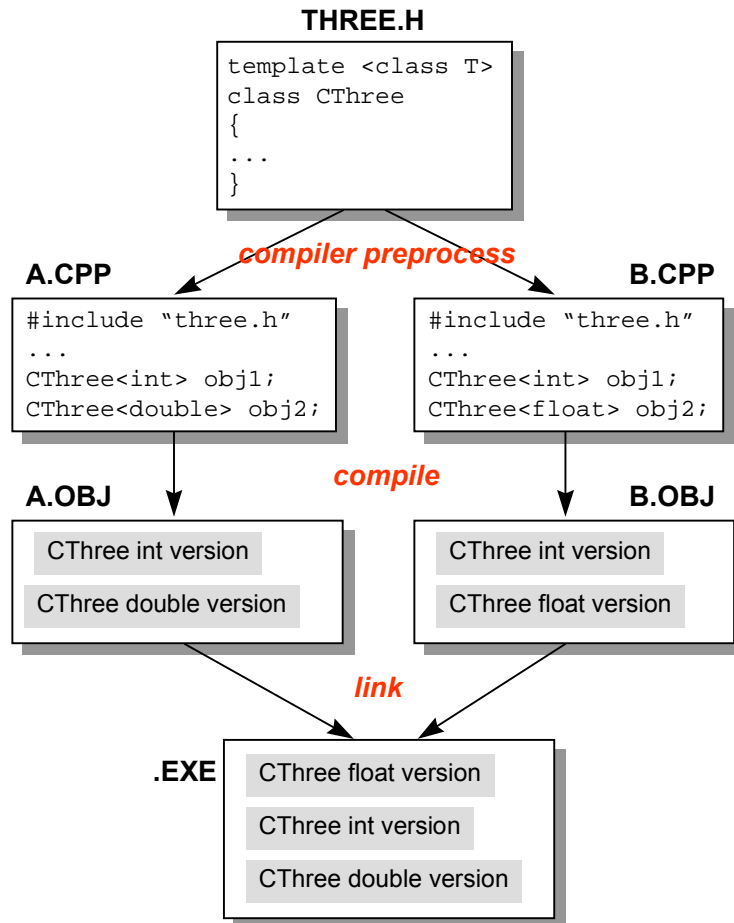 THREE.H
template <class T>
class CThree
{
...
}
compiler preprocess
A.CPP
#include “three.h”
...
CThree<int> obj1;
CThree<double> obj2;
B.CPP
#include “three.h”
...
CThree<int> obj1;
CThree<float> obj2;
compile
A.OBJ
CThree int version
CThree double version
B.OBJ
CThree int version
CThree float version
link
.EXE
CThree float version
CThree int version
CThree double version